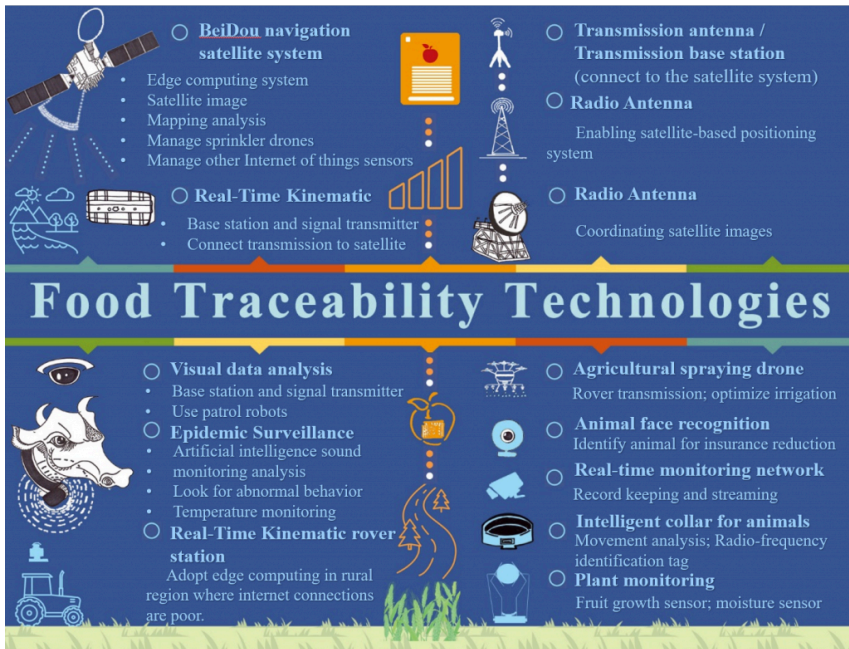 BeiDou navigation
satellite system
• Edge computing system
• Satellite image
• Mapping analysis
• Manage sprinkler drones
• Manage other Internet of things sensors
Real-Time Kinematic
• Base station and signal transmitter
• Connect transmission to satellite
Transmission antenna /
Transmission base station
(connect to the satellite system)
Radio Antenna
Enabling satellite-based positioning
system
Radio Antenna
Coordinating satellite images
Food Traceability Technologies
Visual data analysis
• Base station and signal transmitter
• Use patrol robots
Epidemic Surveillance
• Artificial intelligence sound
• monitoring analysis
• Look for abnormal behavior
• Temperature monitoring
Real-Time Kinematic rover
station
Adopt edge computing in rural
region where internet connections
are poor.
Agricultural spraying drone
Rover transmission; optimize irrigation
Animal face recognition
Identify animal for insurance reduction
Real-time monitoring network
Record keeping and streaming
Intelligent collar for animals
Movement analysis; Radio-frequency
identification tag
Plant monitoring
Fruit growth sensor; moisture sensor